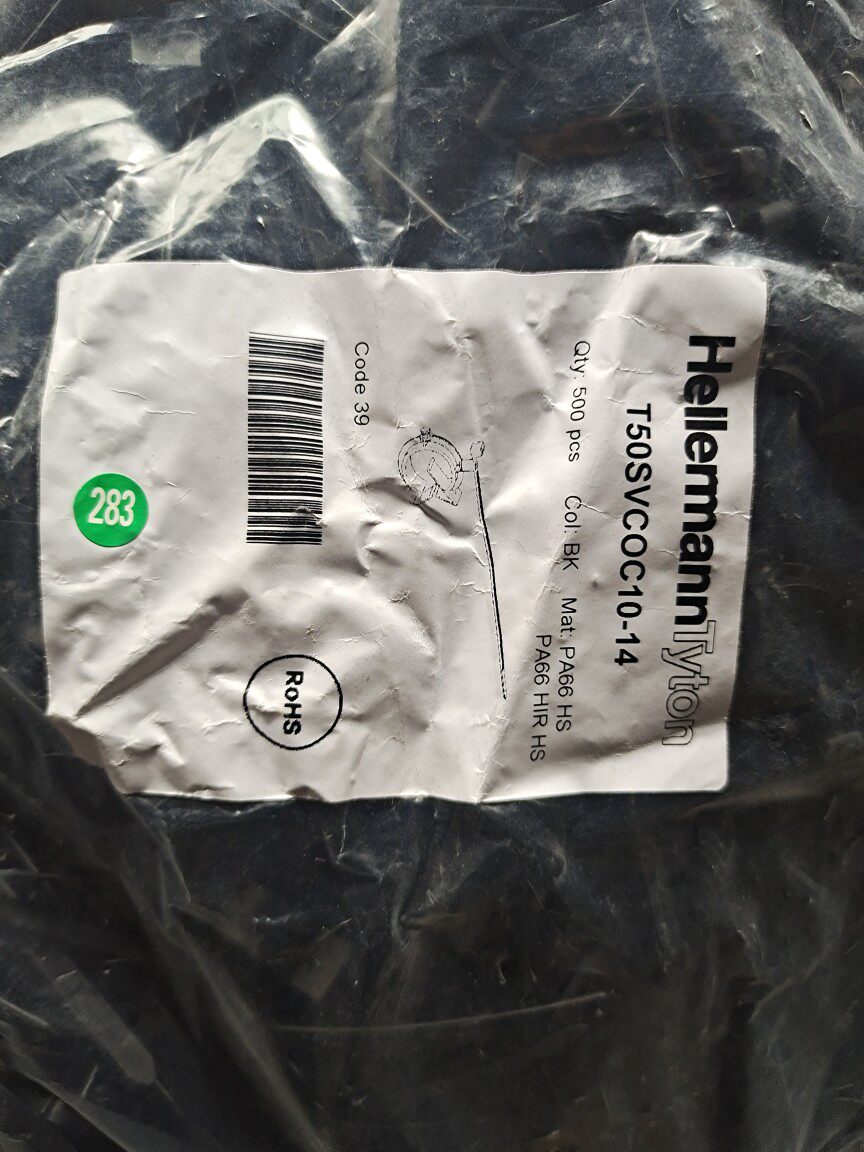 HellermannTyton
T50SVCOC10-14
Qty: 500 pcs Col: BK Mat: PA66 HS
PA66 HIR HS
Code 39
RoHS
283